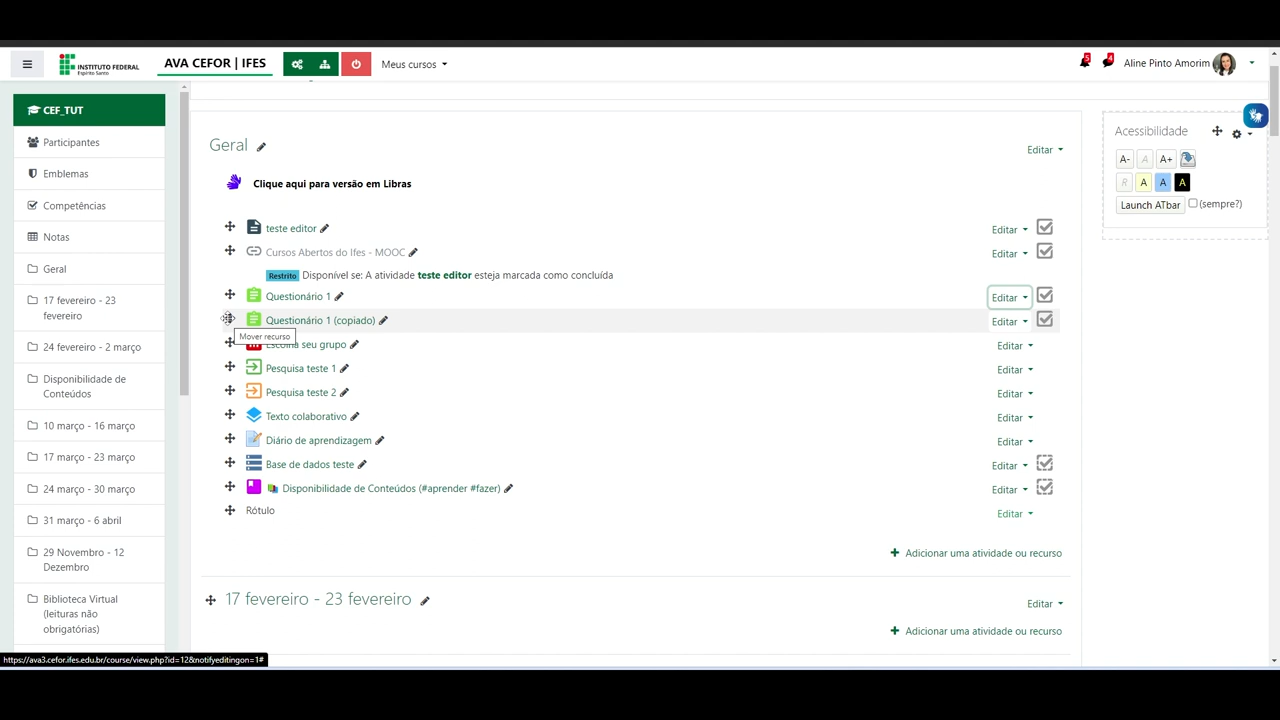 INSTITUTO FEDERAL
Espírito Santo
AVA CEFOR | IFES
Meus cursos
5
4
Aline Pinto Amorim
CEF_TUT
Participantes
Emblemas
Competências
Notas
Geral
17 fevereiro - 23
fevereiro
24 fevereiro - 2 março
Disponibilidade de
Conteúdos
10 março - 16 março
17 março - 23 março
24 março - 30 março
31 março - 6 abril
29 Novembro - 12
Dezembro
Biblioteca Virtual
(leituras não
obrigatórias)
Geral
Editar
Clique aqui para versão em Libras
teste editor
Editar
Cursos Abertos do Ifes - MOOC
Editar
Restrito Disponível se: A atividade teste editor esteja marcada como concluída
Questionário 1
Editar
Questionário 1 (copiado)
Editar
Mover recurso
Escolha seu grupo
Editar
Pesquisa teste 1
Editar
Pesquisa teste 2
Editar
Texto colaborativo
Editar
Diário de aprendizagem
Editar
Base de dados teste
Editar
Disponibilidade de Conteúdos (#aprender #fazer)
Editar
Rótulo
Editar
Adicionar uma atividade ou recurso
17 fevereiro - 23 fevereiro
Editar
Adicionar uma atividade ou recurso
Acessibilidade
A- A A+
R A A A
Launch ATbar (sempre?)
https://ava3.cefor.ifes.edu.br/course/view.php?id=12&notifyeditingon=1#